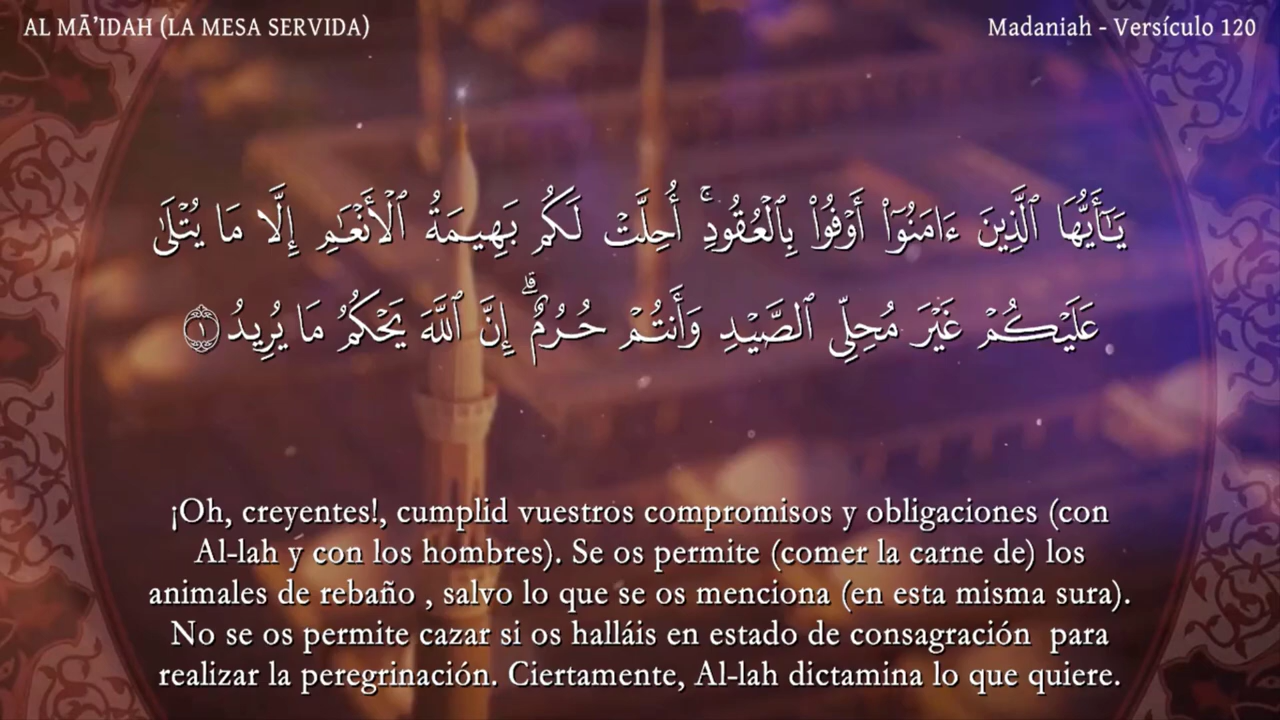 AL MĀ’IDAH (LA MESA SERVIDA)
Madaniah - Versículo 120
يَـٰٓأَيُّهَا ٱلَّذِينَ ءَامَنُوٓا۟ أَوْفُوا۟ بِٱلْعُقُودِ ۚ أُحِلَّتْ لَكُم بَهِيمَةُ ٱلْأَنْعَـٰمِ إِلَّا مَا يُتْلَىٰ
عَلَيْكُمْ غَيْرَ مُحِلِّى ٱلصَّيْدِ وَأَنتُمْ حُرُمٌ ۗ إِنَّ ٱللَّهَ يَحْكُمُ مَا يُرِيدُ ١
¡Oh, creyentes!, cumplid vuestros compromisos y obligaciones (con
Al-lah y con los hombres). Se os permite (comer la carne de) los
animales de rebaño , salvo lo que se os menciona (en esta misma sura).
No se os permite cazar si os halláis en estado de consagración para
realizar la peregrinación. Ciertamente, Al-lah dictamina lo que quiere.